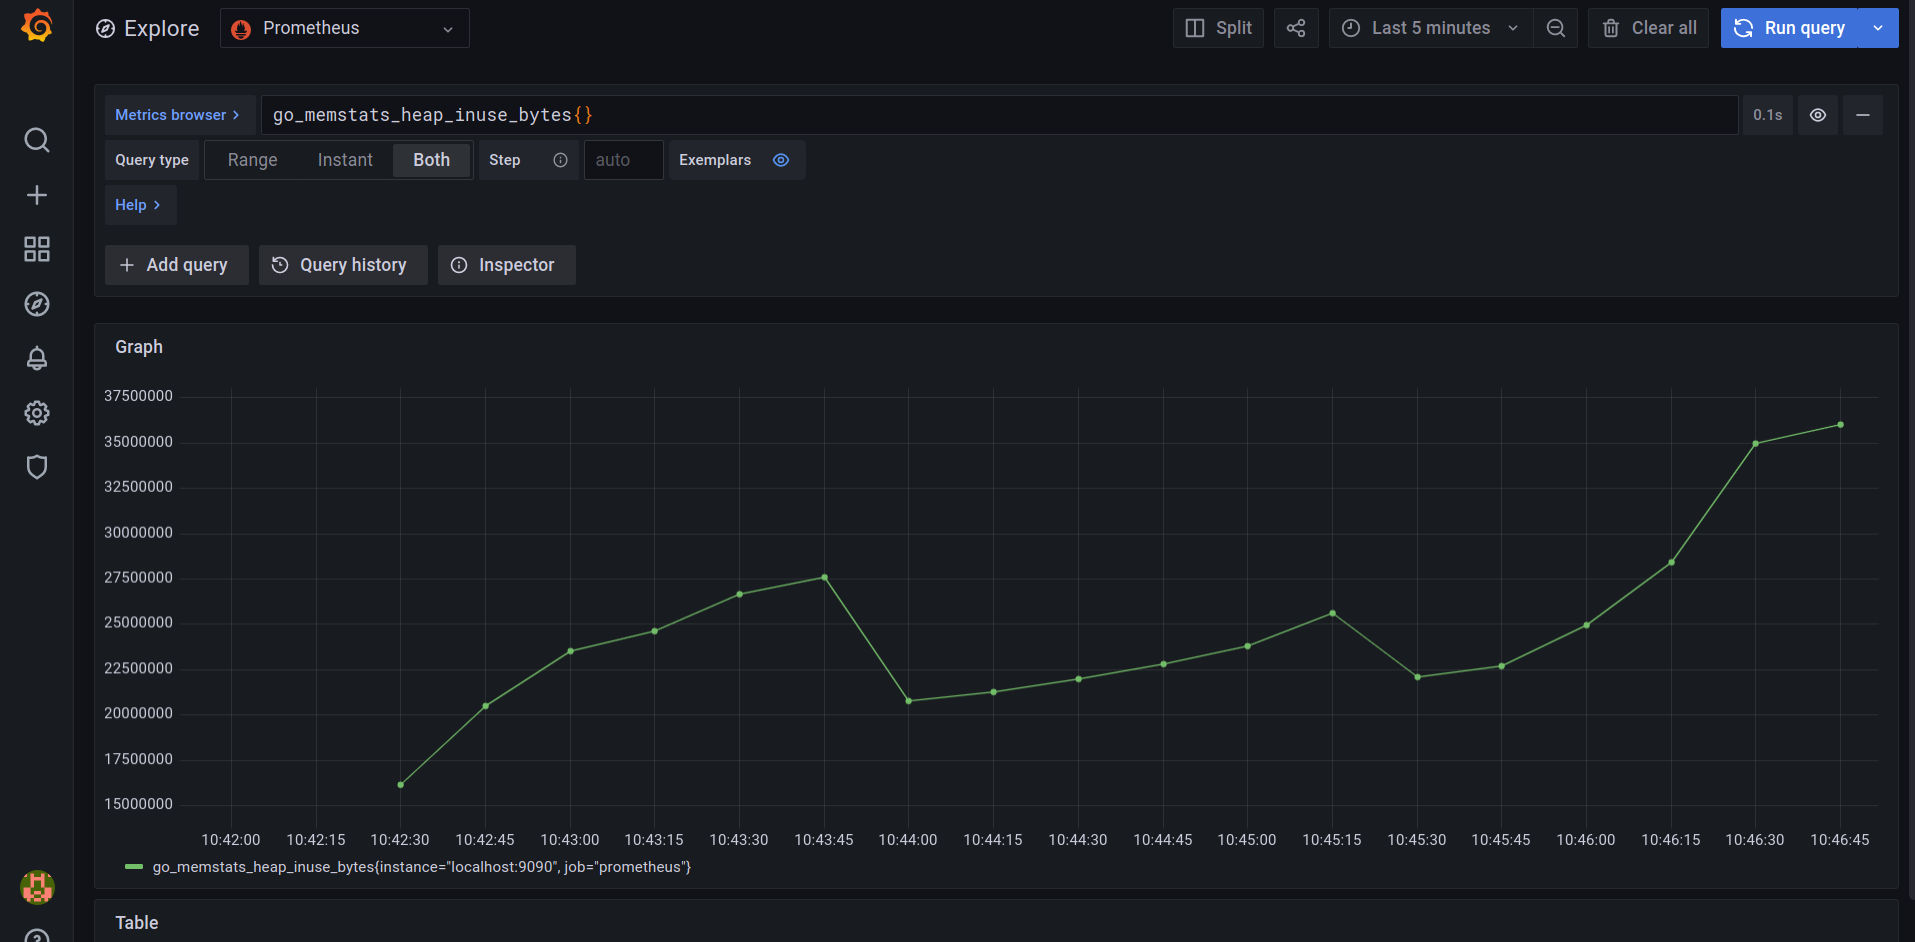 Explore Prometheus Split Last 5 minutes Clear all Run query
Metrics browser > go_memstats_heap_inuse_bytes{} 0.1s
Query type Range Instant Both Step auto Exemplars
Help >
+ Add query Query history Inspector
Graph
37500000
35000000
32500000
30000000
27500000
25000000
22500000
20000000
17500000
15000000
10:42:00 10:42:15 10:42:30 10:42:45 10:43:00 10:43:15 10:43:30 10:43:45 10:44:00 10:44:15 10:44:30 10:44:45 10:45:00 10:45:15 10:45:30 10:45:45 10:46:00 10:46:15 10:46:30 10:46:45
go_memstats_heap_inuse_bytes{instance="localhost:9090", job="prometheus"}
Table